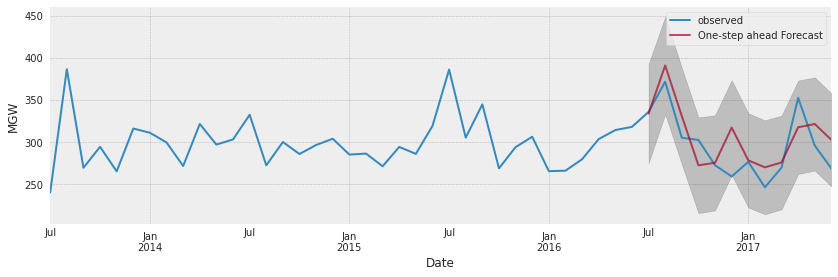 450
400
350
300
250
MGW
observed
One-step ahead Forecast
Jul
Jan
2014
Jul
Jan
2015
Jul
Jan
2016
Jul
Jan
2017
Date